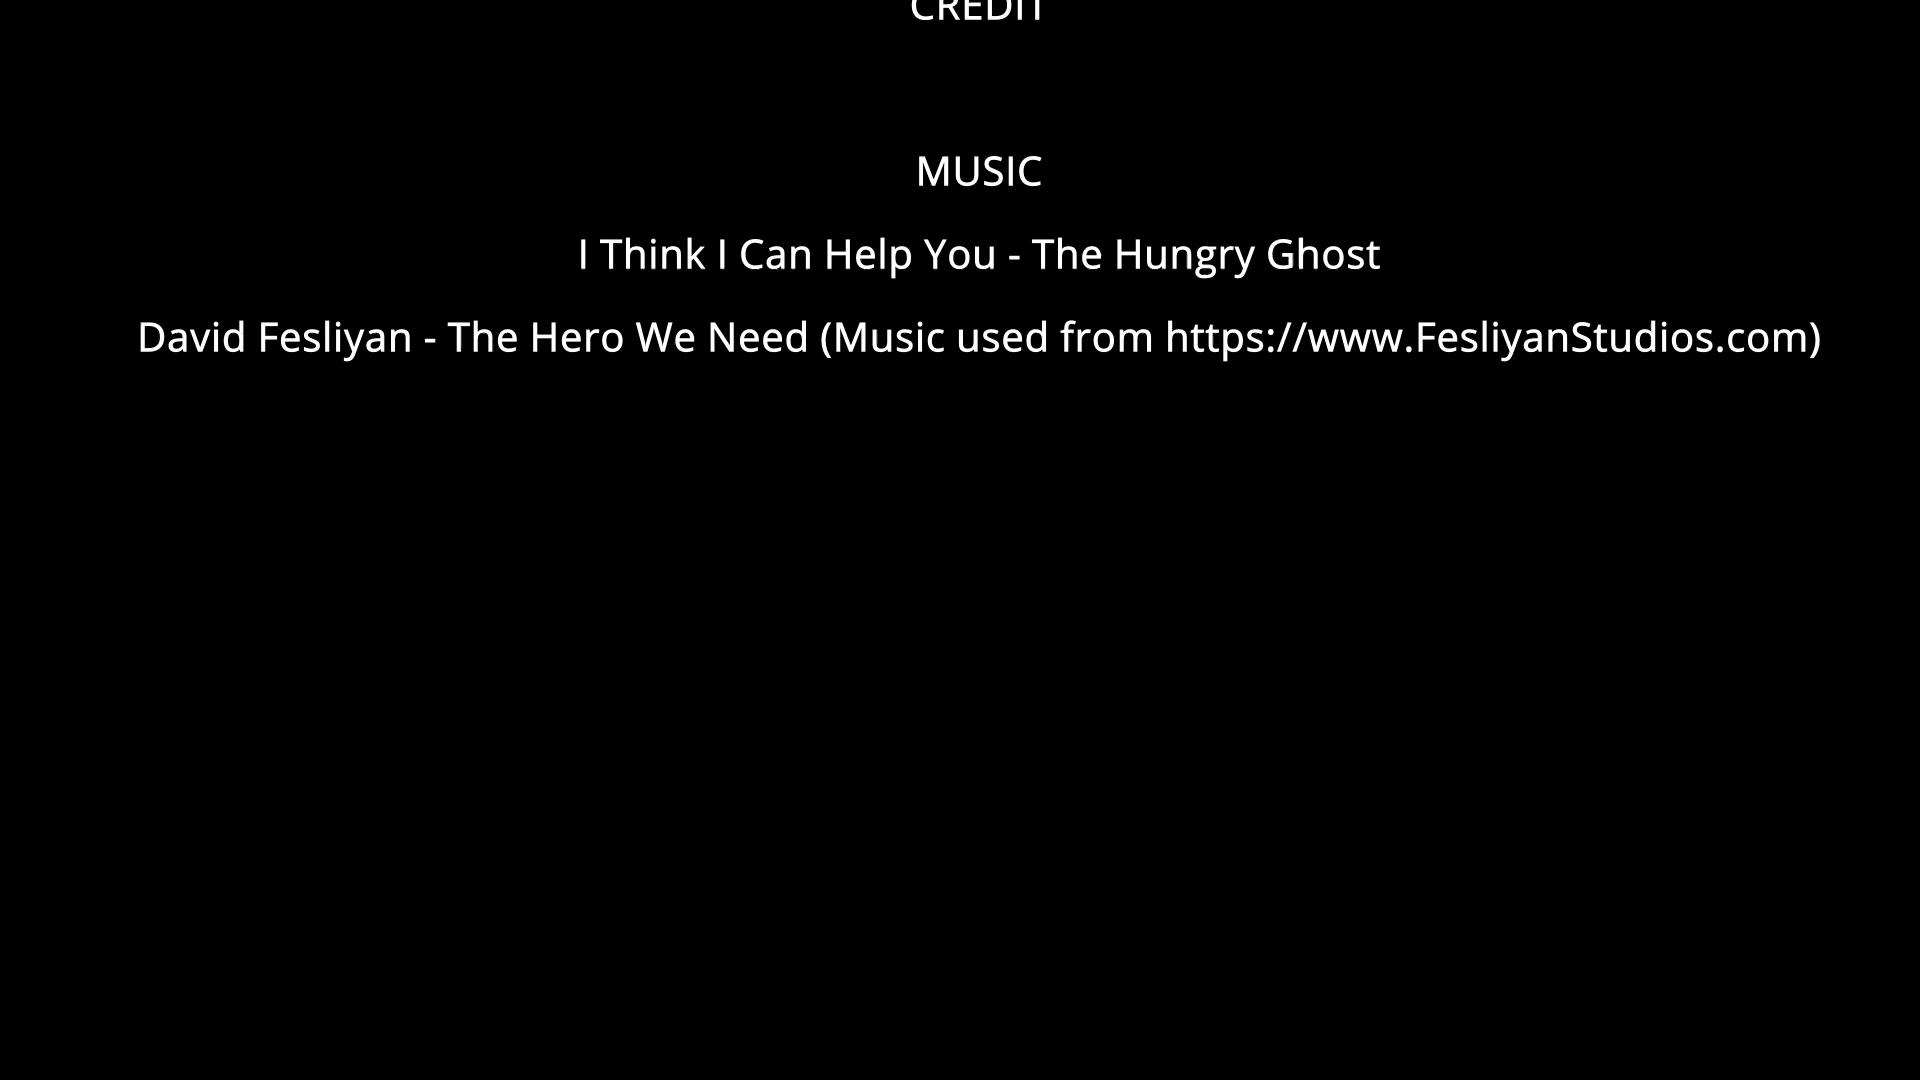 CREDIT
MUSIC
I Think I Can Help You - The Hungry Ghost
David Fesliyan - The Hero We Need (Music used from https://www.FesliyanStudios.com)